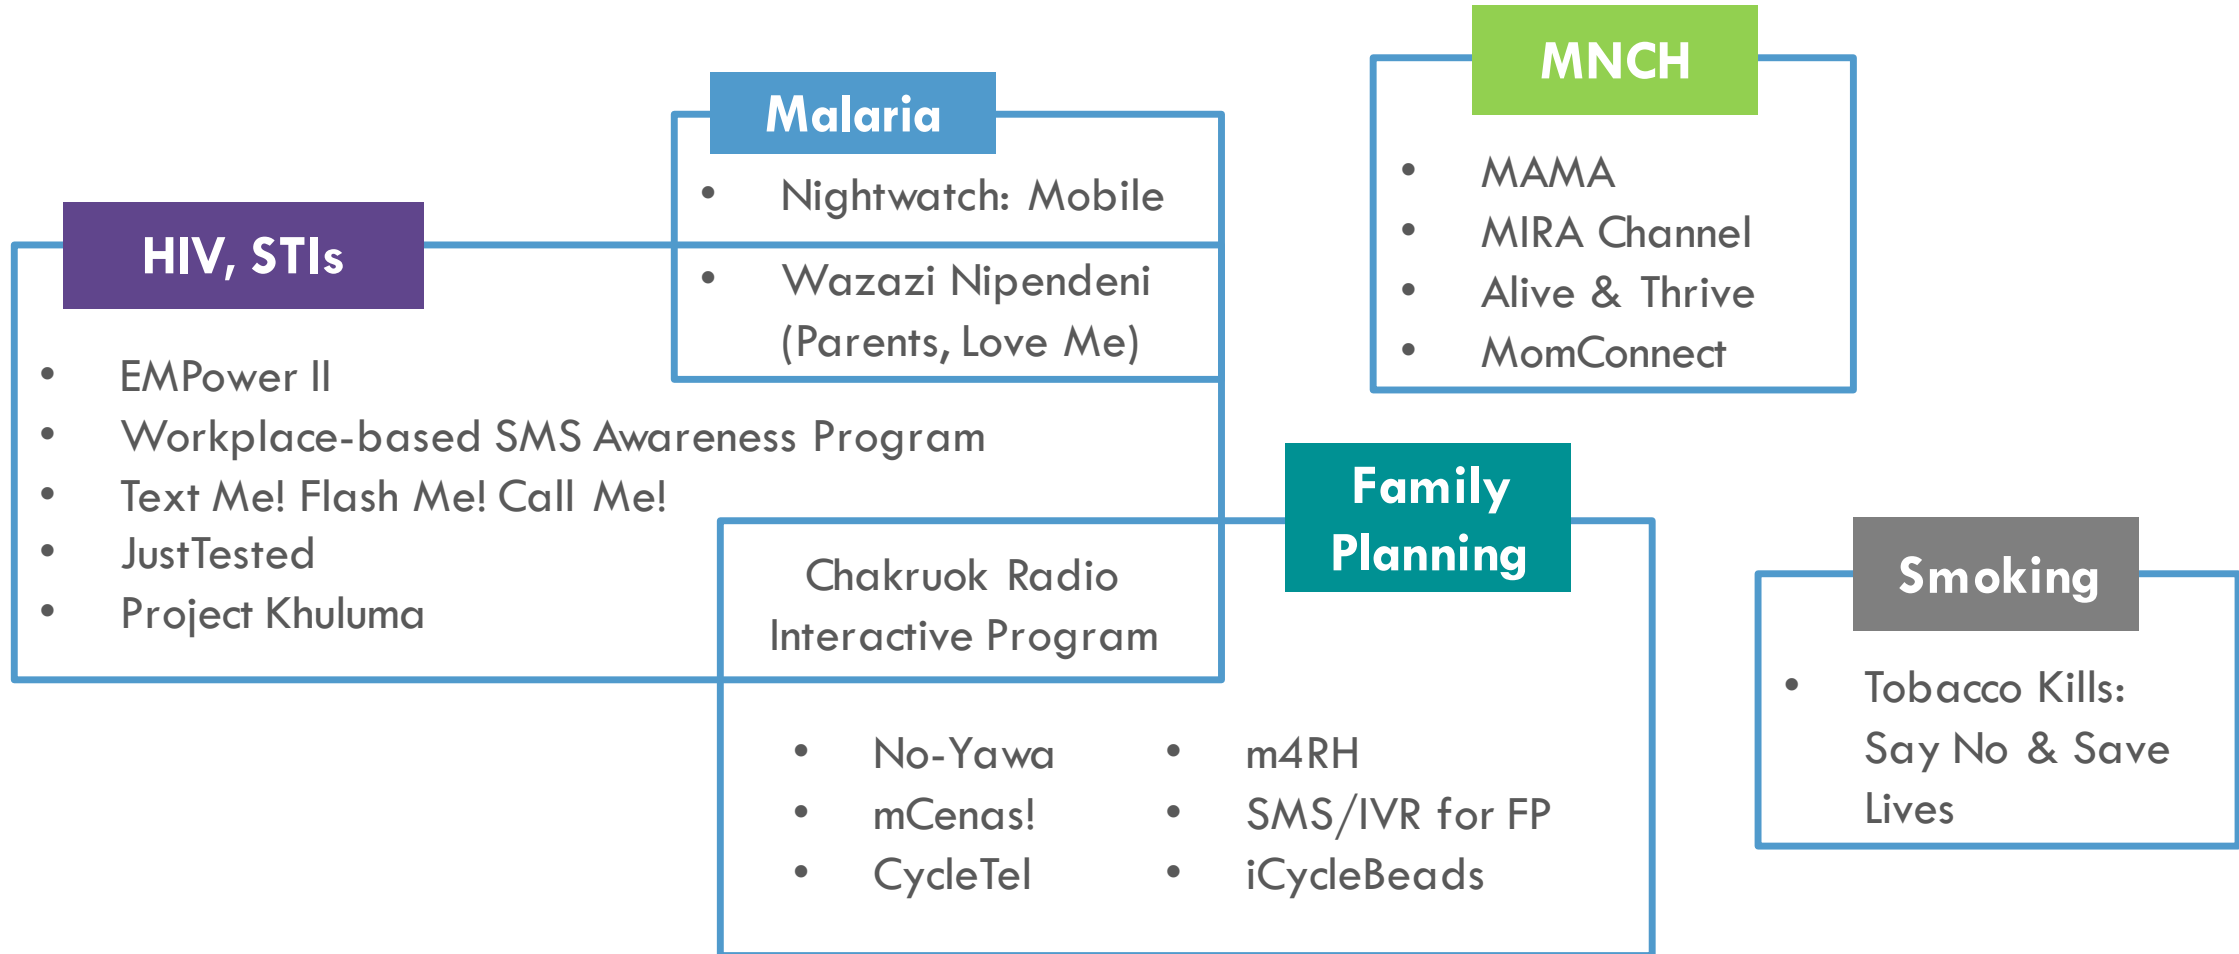 MNCH
• MAMA
• MIRA Channel
• Alive & Thrive
• MomConnect
Malaria
• Nightwatch: Mobile
• Wazazi Nipendeni
(Parents, Love Me)
HIV, STIs
• EMPower II
• Workplace-based SMS Awareness Program
• Text Me! Flash Me! Call Me!
• JustTested
• Project Khuluma
Chakruok Radio
Interactive Program
Family
Planning
• No-Yawa
• mCenas!
• CycleTel
• m4RH
• SMS/IVR for FP
• iCycleBeads
Smoking
• Tobacco Kills:
Say No & Save
Lives